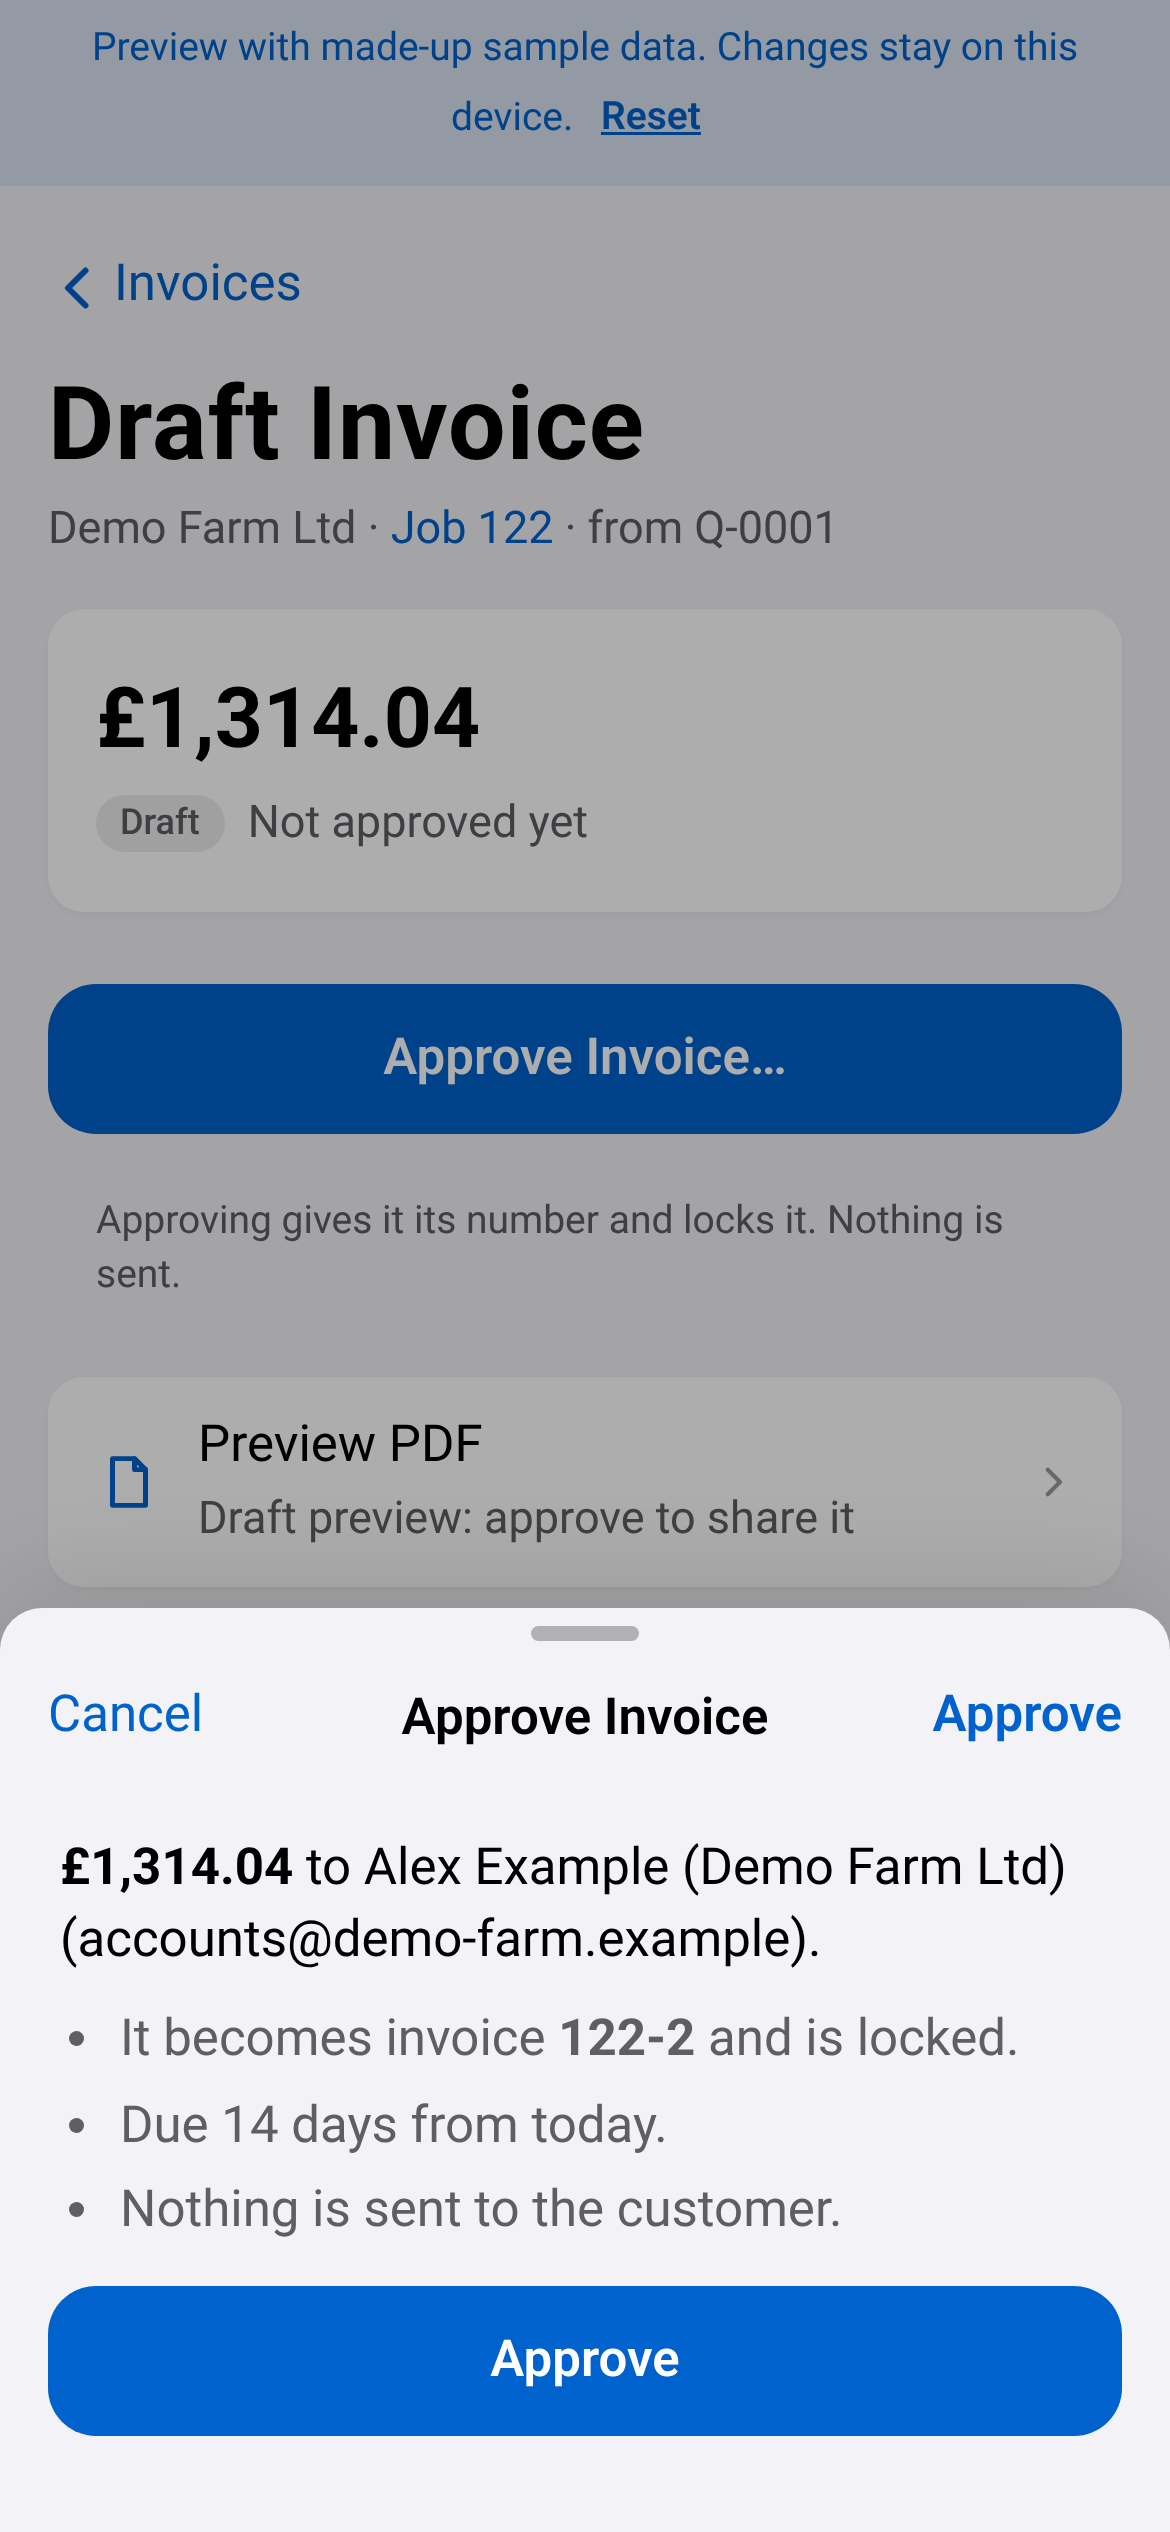 Preview with made-up sample data. Changes stay on this
device. Reset
Invoices
Draft Invoice
Demo Farm Ltd · Job 122 · from Q-0001
£1,314.04
Draft Not approved yet
Approve Invoice…
Approving gives it its number and locks it. Nothing is
sent.
Preview PDF
Draft preview: approve to share it
Cancel Approve Invoice Approve
£1,314.04 to Alex Example (Demo Farm Ltd)
(accounts@demo-farm.example).
• It becomes invoice 122-2 and is locked.
• Due 14 days from today.
• Nothing is sent to the customer.
Approve